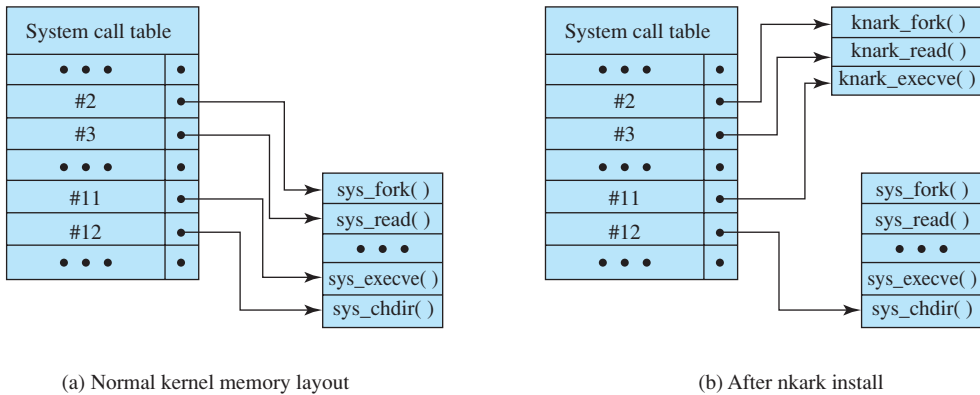 System call table
• • • •
#2 •
#3 •
• • • •
#11 •
#12 •
• • • •
sys_fork( )
sys_read( )
• • •
sys_execve( )
sys_chdir( )
(a) Normal kernel memory layout
System call table
• • • •
#2 •
#3 •
• • • •
#11 •
#12 •
• • • •
knark_fork( )
knark_read( )
knark_execve( )
sys_fork( )
sys_read( )
• • •
sys_execve( )
sys_chdir( )
(b) After nkark install